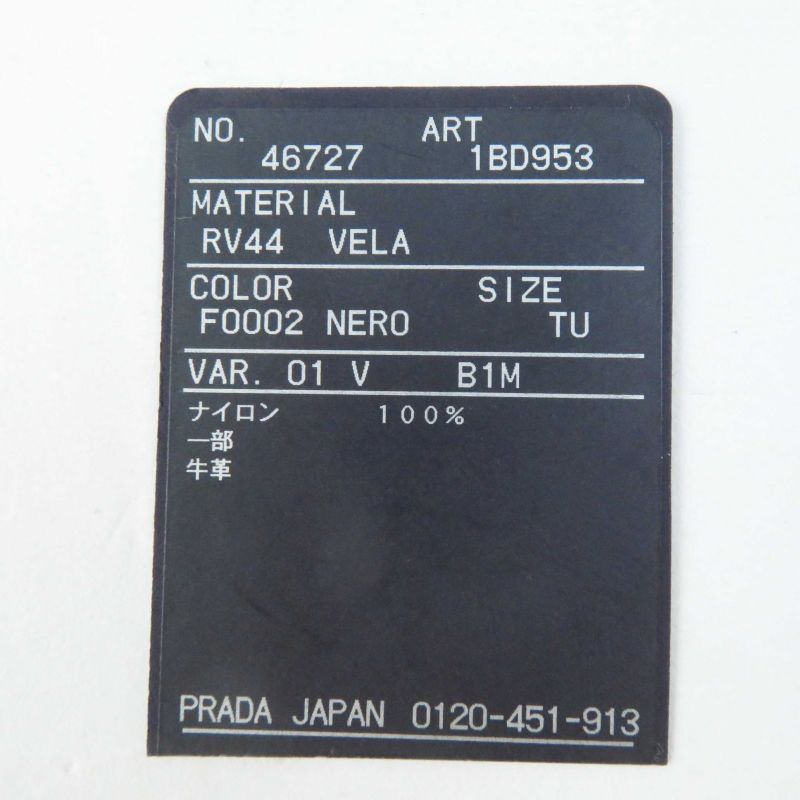 NO. ART
46727 1BD953
MATERIAL
RV44 VELA
COLOR SIZE
F0002 NERO TU
VAR. 01 V B1M
ナイロン 100%
一部
牛革
PRADA JAPAN 0120-451-913